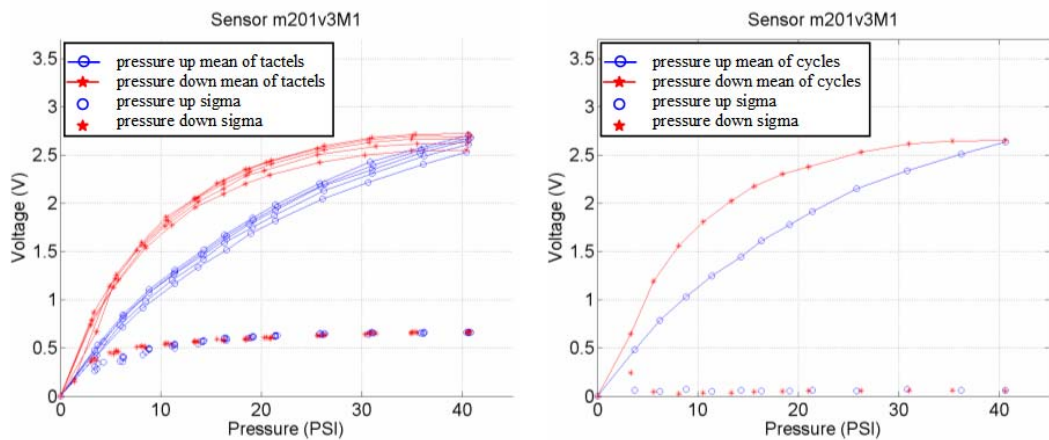 Sensor m201v3M1
3.5
3
2.5
2
1.5
1
0.5
0
Voltage (V)
pressure up mean of tactels
pressure down mean of tactels
pressure up sigma
pressure down sigma
0 10 20 30 40
Pressure (PSI)
Sensor m201v3M1
3.5
3
2.5
2
1.5
1
0.5
0
Voltage (V)
pressure up mean of cycles
pressure down mean of cycles
pressure up sigma
pressure down sigma
0 10 20 30 40
Pressure (PSI)